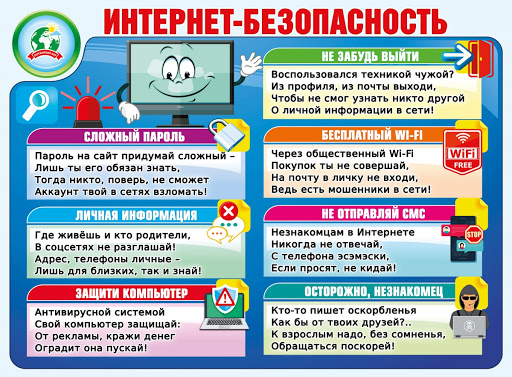 ИНТЕРНЕТ-БЕЗОПАСНОСТЬ
НЕ ЗАБУДЬ ВЫЙТИ
Воспользовался техникой чужой?
Из профиля, из почты выходи,
Чтобы не смог узнать никто другой
О личной информации в сети!
СЛОЖНЫЙ ПАРОЛЬ
Пароль на сайт придумай сложный –
Лишь ты его обязан знать,
Тогда никто, поверь, не сможет
Аккаунт твой в сетях взломать!
БЕСПЛАТНЫЙ WI-FI
Через общественный Wi-Fi
Покупок ты не совершай,
На почту в личку не входи,
Ведь есть мошенники в сети!
WiFi
FREE
ЛИЧНАЯ ИНФОРМАЦИЯ
Где живёшь и кто родители,
В соцсетях не разглашай!
Адрес, телефоны личные –
Лишь для близких, так и знай!
НЕ ОТПРАВЛЯЙ СМС
Незнакомцам в Интернете
Никогда не отвечай,
С телефона эсэмэски,
Если просят, не кидай!
STOP
ЗАЩИТИ КОМПЬЮТЕР
Антивирусной системой
Свой компьютер защищай:
От рекламы, кражи денег
Оградит она пускай!
ОСТОРОЖНО, НЕЗНАКОМЕЦ
Кто-то пишет оскорбленья
Как бы от твоих друзей?..
К взрослым надо, без сомненья,
Обращаться поскорей!